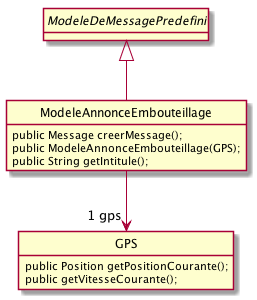 ModeleDeMessagePredefini
ModeleAnnonceEmbouteillage
public Message creerMessage();
public ModeleAnnonceEmbouteillage(GPS);
public String getIntitule();
1 gps
GPS
public Position getPositionCourante();
public getVitesseCourante();